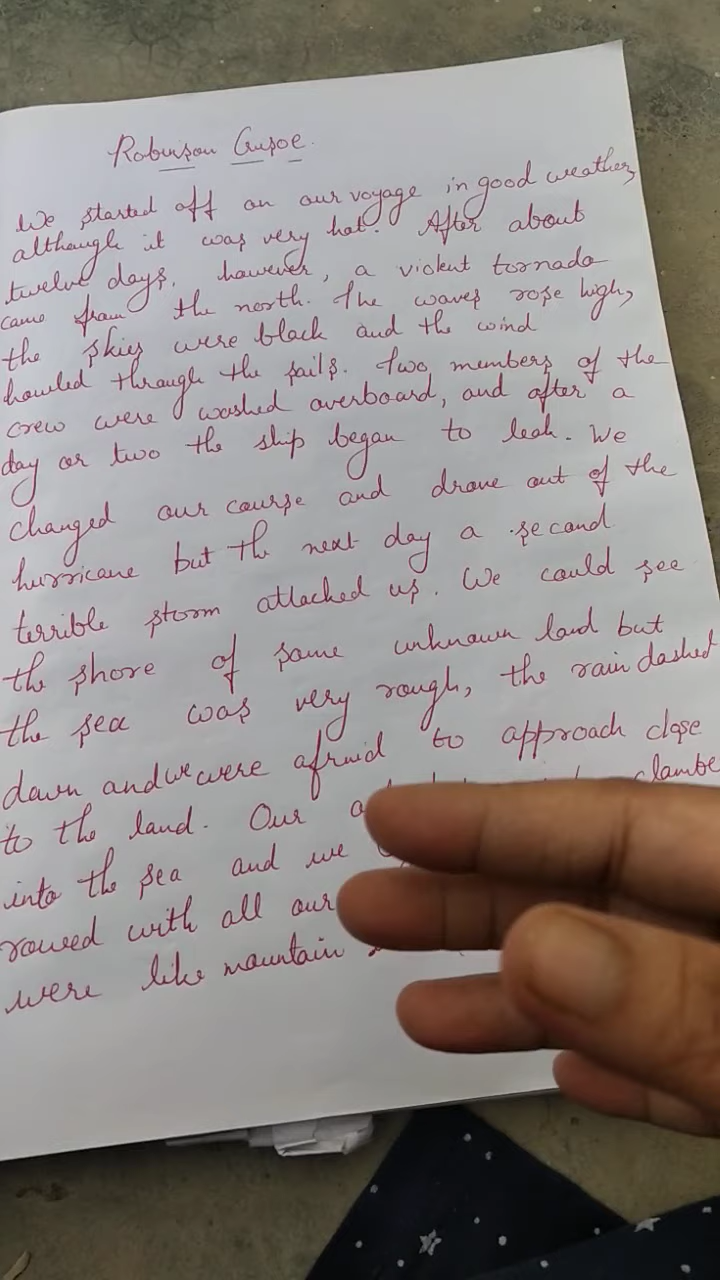 Robinson Crusoe.
We started off on our voyage in good weather,
although it was very hot. After about
twelve days, however, a violent tornado
came from the north. The waves rose high,
the skies were black and the wind
howled through the sails. Two members of the
crew were washed overboard, and after a
day or two the ship began to leak. We
changed our course and drove out of the
hurricane but the next day a second
terrible storm attacked us. We could see
the shore of some unknown land but
the sea was very rough, the rain dashed
down and we were afraid to approach close
to the land. Our
into the sea and we
rowed with all our
were like mountain